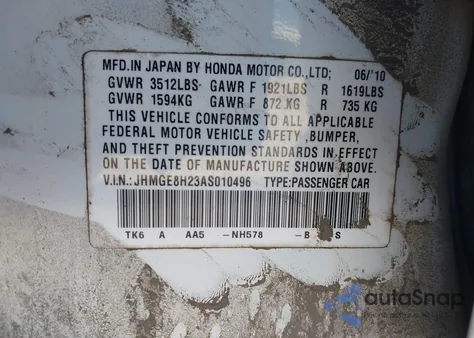 MFD.IN JAPAN BY HONDA MOTOR CO.,LTD; 06/'10
GVWR 3512LBS GAWR F 1921LBS R 1619LBS
GVWR 1594KG GAWR F 872 KG R 735 KG
THIS VEHICLE CONFORMS TO ALL APPLICABLE
FEDERAL MOTOR VEHICLE SAFETY ,BUMPER,
AND THEFT PREVENTION STANDARDS IN EFFECT
ON THE DATE OF MANUFACTURE SHOWN ABOVE.
V.I.N.: JHMGE8H23AS010496 TYPE:PASSENGER CAR
TK6 A AA5 -NH578 -B S
autoSnap